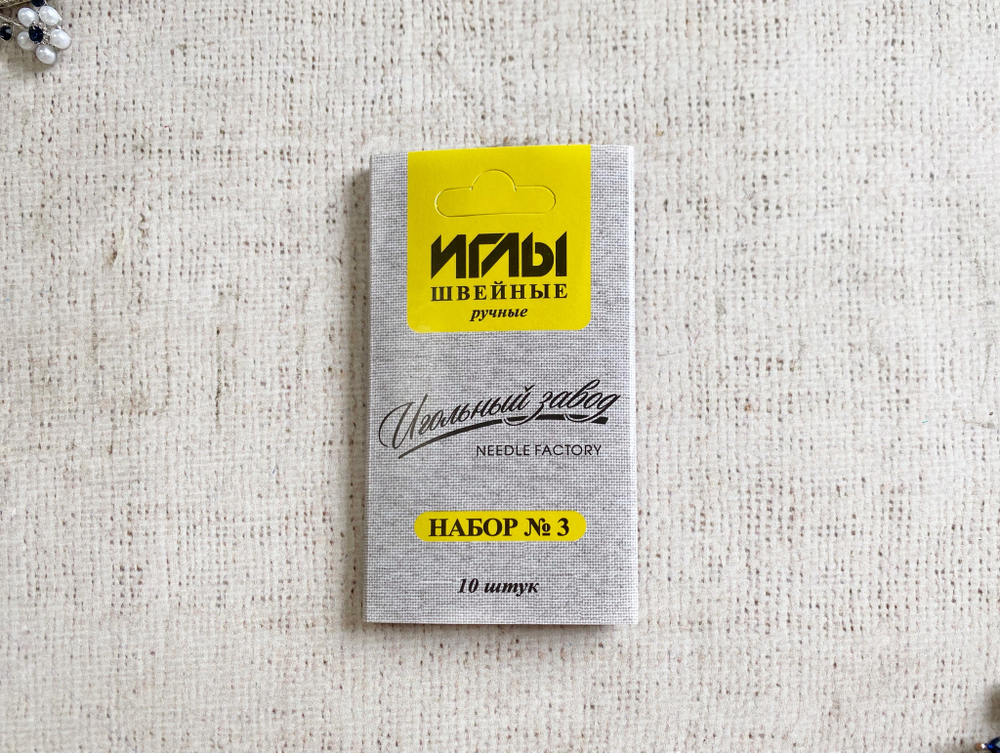 ИГЛЫ
ШВЕЙНЫЕ
ручные
Игольный завод
NEEDLE FACTORY
НАБОР № 3
10 штук